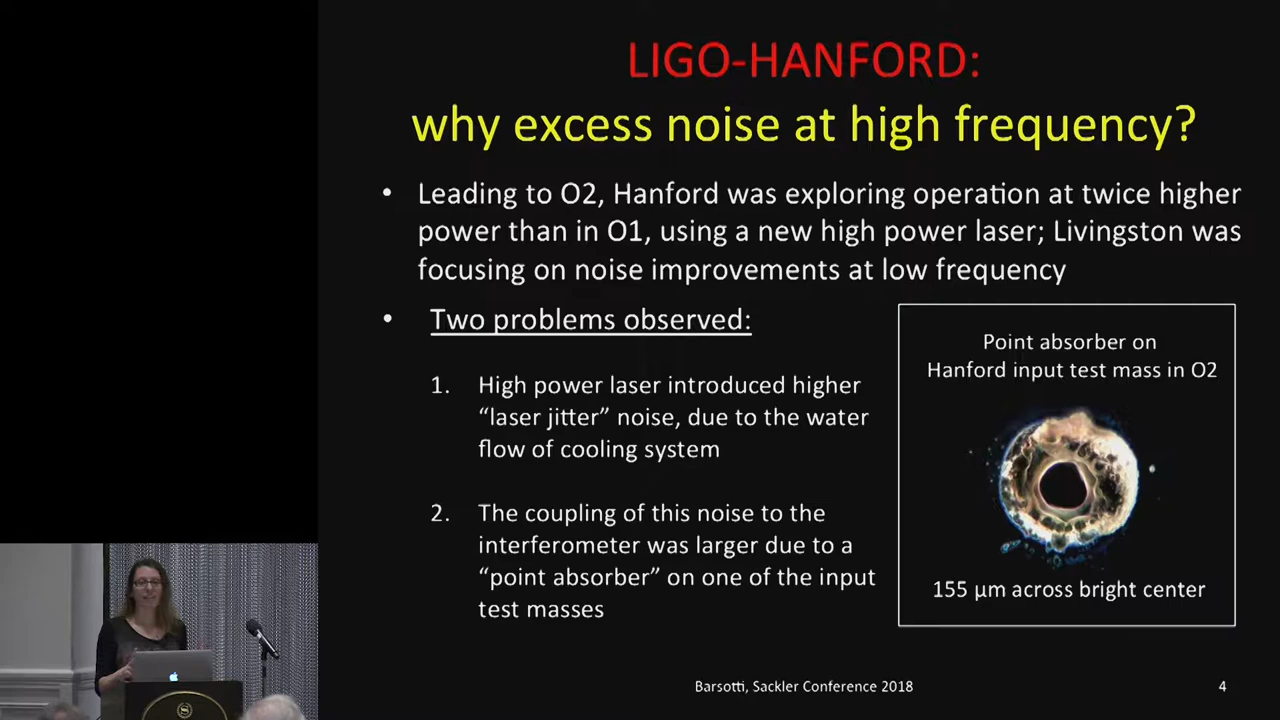 LIGO-HANFORD:
why excess noise at high frequency?
• Leading to O2, Hanford was exploring operation at twice higher
power than in O1, using a new high power laser; Livingston was
focusing on noise improvements at low frequency
• Two problems observed:
1. High power laser introduced higher
“laser jitter” noise, due to the water
flow of cooling system
2. The coupling of this noise to the
interferometer was larger due to a
“point absorber” on one of the input
test masses
Point absorber on
Hanford input test mass in O2
155 μm across bright center
Barsotti, Sackler Conference 2018
4